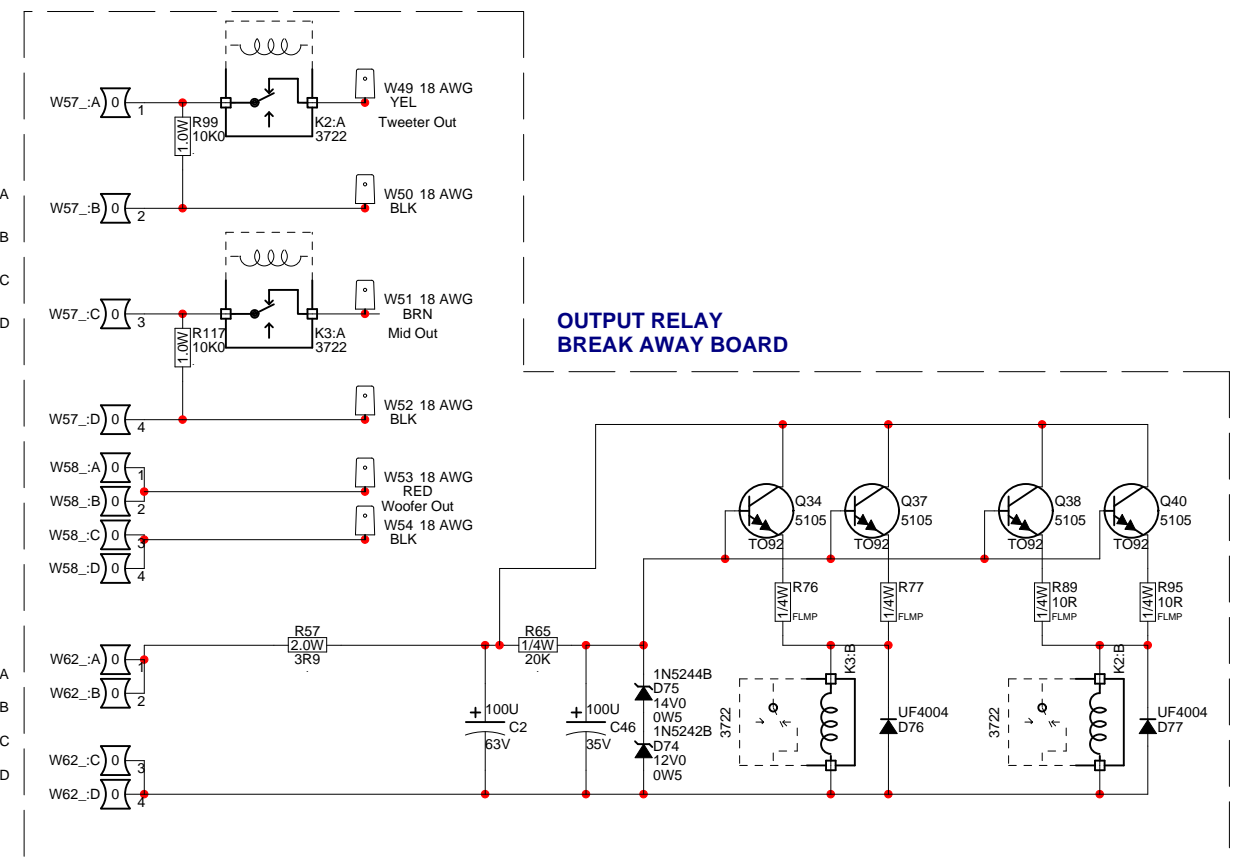 W57_:A 0 1
R99
1.0W
10K0
K2:A
3722
W49 18 AWG
YEL
Tweeter Out
A
W57_:B 0 2
W50 18 AWG
BLK
B
C
D
W57_:C 0 3
R117
1.0W
10K0
K3:A
3722
W51 18 AWG
BRN
Mid Out
OUTPUT RELAY
BREAK AWAY BOARD
W57_:D 0 4
W52 18 AWG
BLK
W58_:A 0 1
W58_:B 0 2
W53 18 AWG
RED
Woofer Out
W58_:C 0 3
W54 18 AWG
BLK
W58_:D 0 4
Q34
5105
TO92
Q37
5105
TO92
Q38
5105
TO92
Q40
5105
TO92
R76
1/4W
FLMP
R77
1/4W
FLMP
R89
10R
1/4W
FLMP
R95
10R
1/4W
FLMP
W62_:A 0 1
R57
2.0W
3R9
R65
1/4W
20K
A
W62_:B 0 2
B
C
W62_:C 0 3
D
W62_:D 0 4
+ 100U
C2
63V
+ 100U
C46
35V
1N5244B
D75
14V0
0W5
1N5242B
D74
12V0
0W5
3722
K3:B
UF4004
D76
3722
K2:B
UF4004
D77